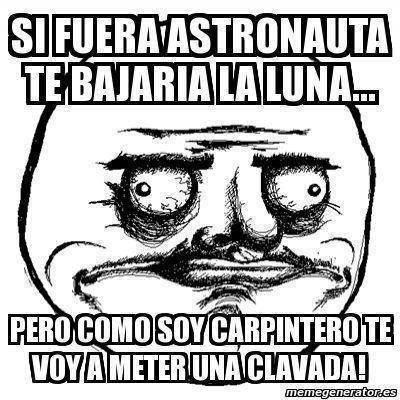 SI FUERA ASTRONAUTA
TE BAJARIA LA LUNA...
PERO COMO SOY CARPINTERO TE
VOY A METER UNA CLAVADA!
memegenerator.es